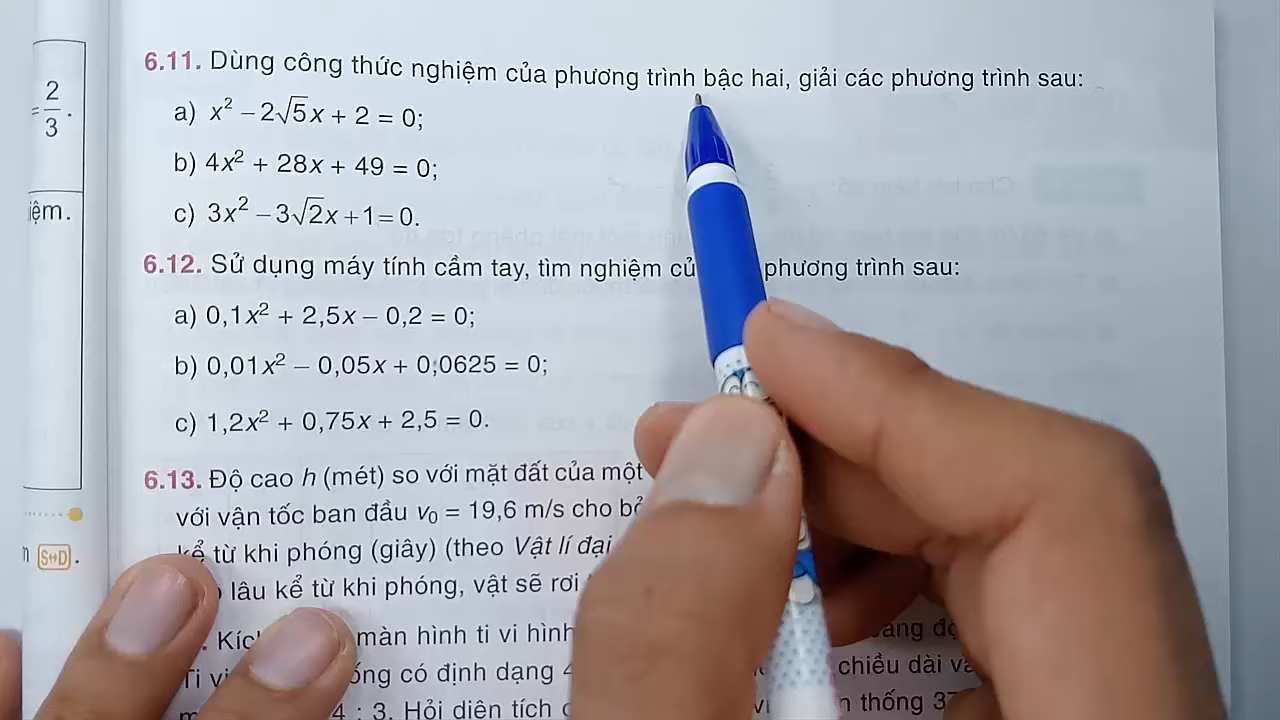 = 2/3 .
6.11. Dùng công thức nghiệm của phương trình bậc hai, giải các phương trình sau:
a) x² – 2√5x + 2 = 0;
b) 4x² + 28x + 49 = 0;
c) 3x² – 3√2x + 1 = 0.
iệm.
6.12. Sử dụng máy tính cầm tay, tìm nghiệm phương trình sau:
a) 0,1x² + 2,5x – 0,2 = 0;
b) 0,01x² – 0,05x + 0,0625 = 0;
c) 1,2x² + 0,75x + 2,5 = 0.
6.13. Độ cao h (mét) so với mặt đất của một
với vận tốc ban đầu v₀ = 19,6 m/s cho
S↔D .
kể từ khi phóng (giây) (theo Vật lí đại
lâu kể từ khi phóng, vật sẽ rơi
màn hình ti vi hình
có định dạng chiều dài
4 : 3. Hỏi diện tích thống